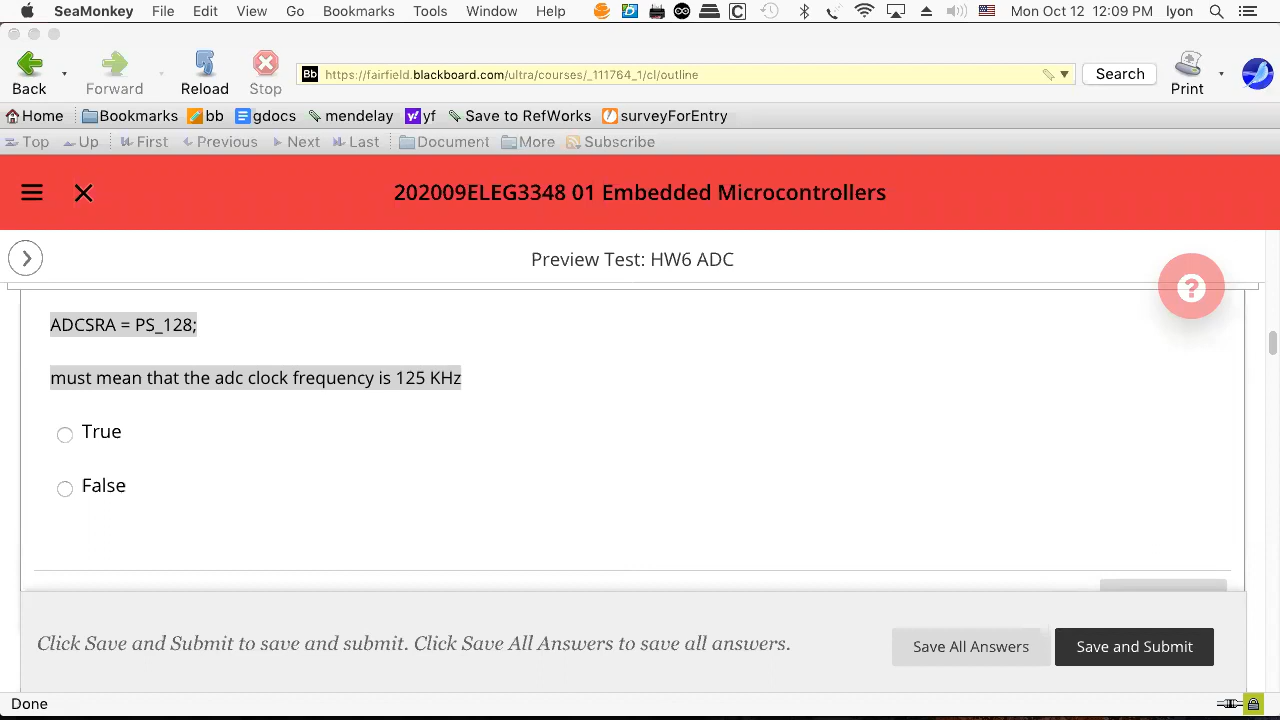 SeaMonkey File Edit View Go Bookmarks Tools Window Help Mon Oct 12 12:09 PM lyon
Back Forward Reload Stop Bb https://fairfield.blackboard.com/ultra/courses/_111764_1/cl/outline Search Print
Home Bookmarks bb gdocs mendelay yf Save to RefWorks surveyForEntry
Top Up First Previous Next Last Document More Subscribe
202009ELEG3348 01 Embedded Microcontrollers
Preview Test: HW6 ADC
?
ADCSRA = PS_128;
must mean that the adc clock frequency is 125 KHz
True
False
Click Save and Submit to save and submit. Click Save All Answers to save all answers.
Save All Answers Save and Submit
Done